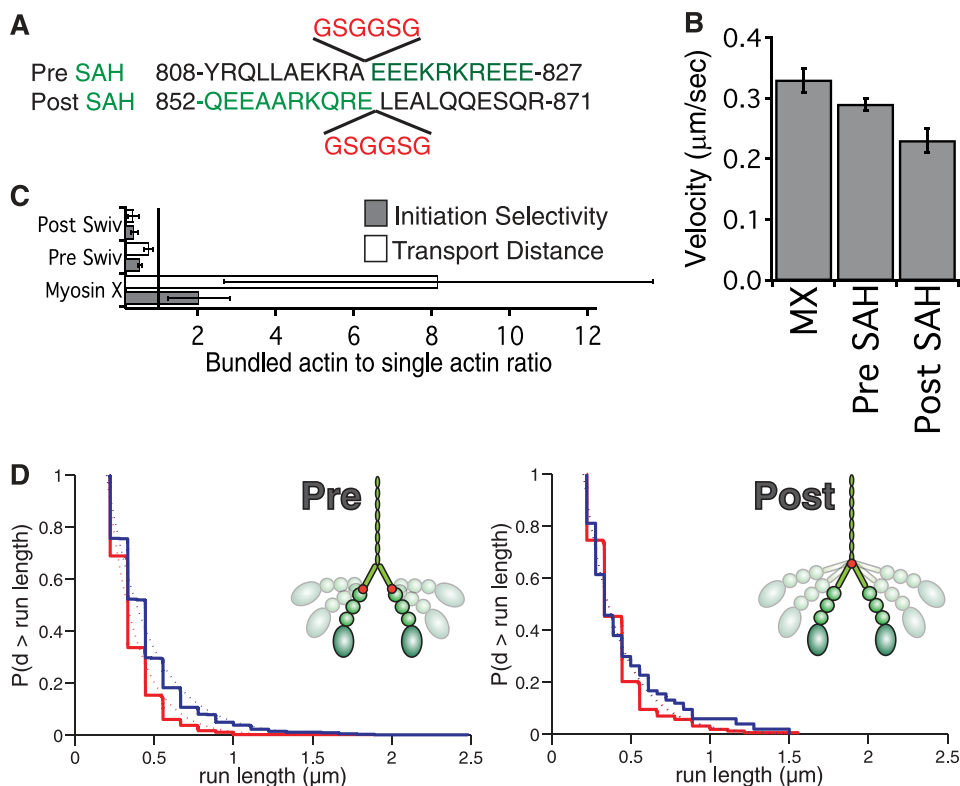 A
GSGGSG
Pre SAH 808-YRQLLAEKRA EEEKRKREEE-827
Post SAH 852-QEEAARKQRE LEALQQESQR-871
GSGGSG
B
0.4
0.3
0.2
0.1
0.0
Velocity (μm/sec)
MX
Pre SAH
Post SAH
C
Post Swiv
Pre Swiv
Myosin X
Initiation Selectivity
Transport Distance
2 4 6 8 10 12
Bundled actin to single actin ratio
D
Pre
P(d > run length)
1
0.8
0.6
0.4
0.2
0
0 0.5 1 1.5 2 2.5
run length (μm)
Post
P(d > run length)
1
0.8
0.6
0.4
0.2
0
0 0.5 1 1.5 2 2.5
run length (μm)